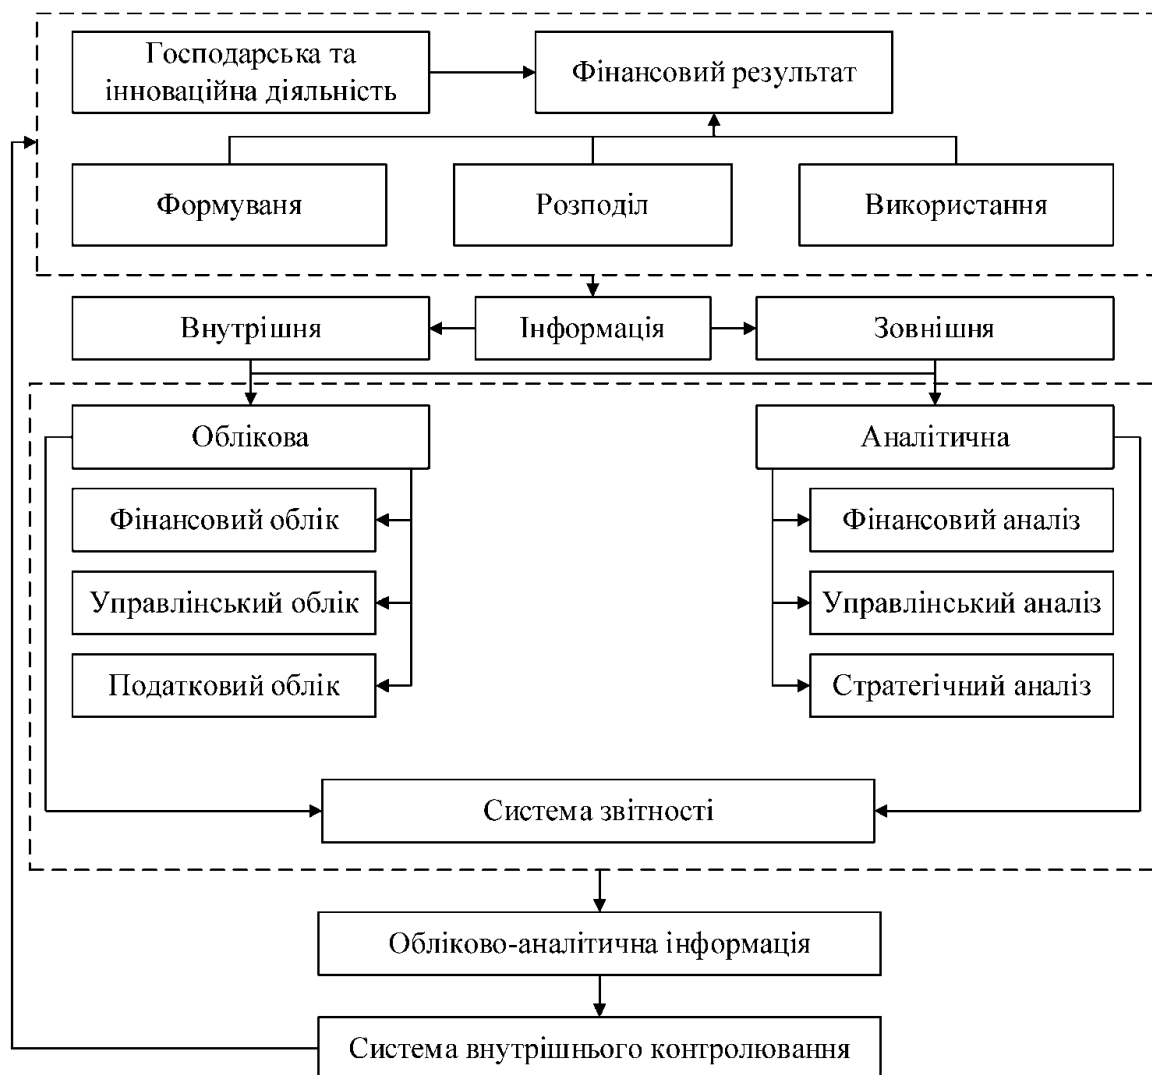 Господарська та
інноваційна діяльність
Фінансовий результат
Формуваня
Розподіл
Використання
Внутрішня
Інформація
Зовнішня
Облікова
Аналітична
Фінансовий облік
Фінансовий аналіз
Управлінський облік
Управлінський аналіз
Податковий облік
Стратегічний аналіз
Система звітності
Обліково-аналітична інформація
Система внутрішнього контролювання